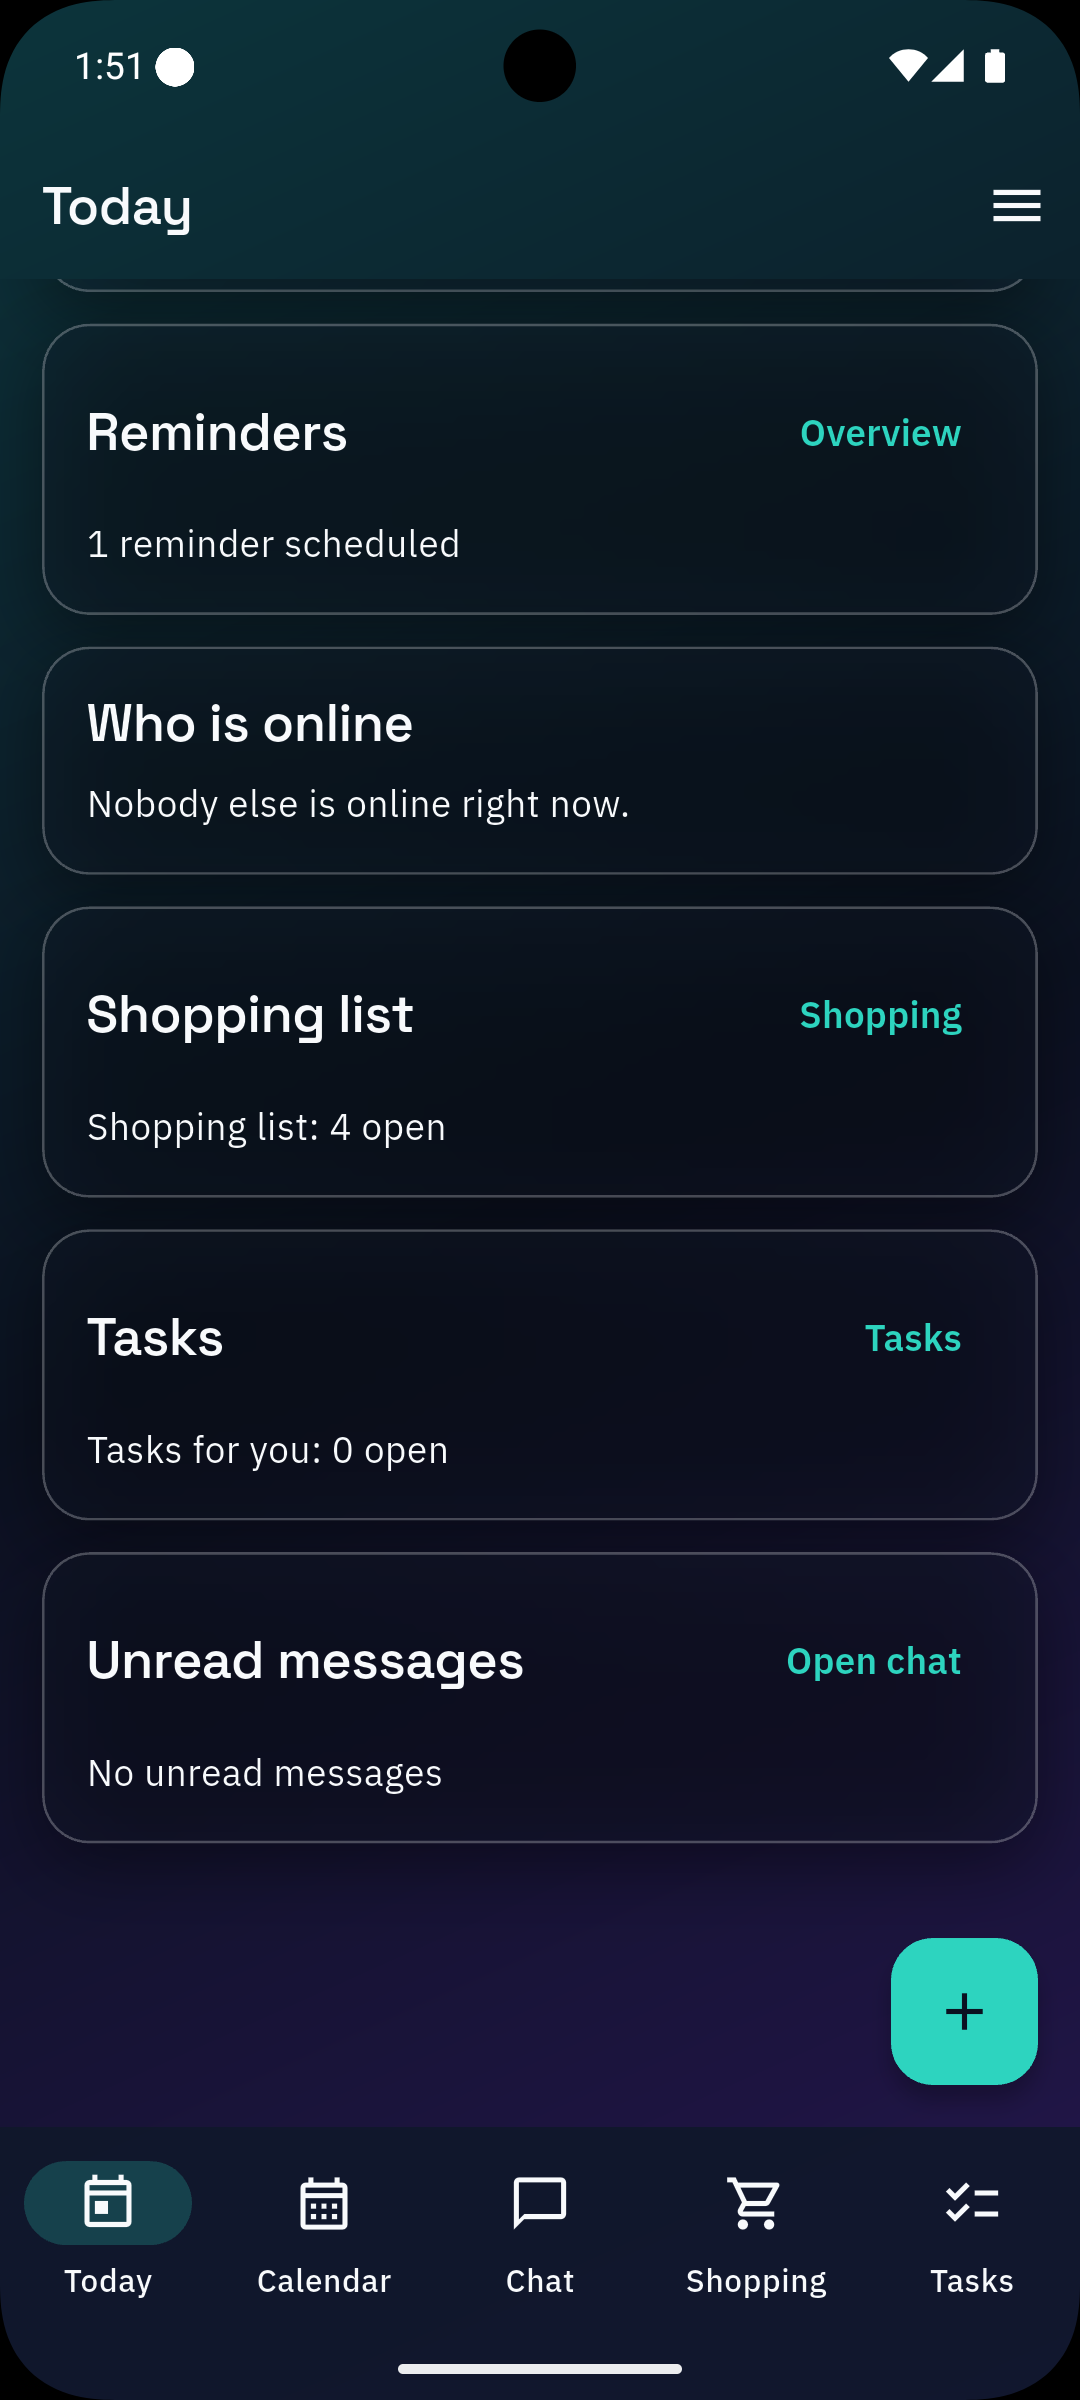 1:51
Today
Reminders
Overview
1 reminder scheduled
Who is online
Nobody else is online right now.
Shopping list
Shopping
Shopping list: 4 open
Tasks
Tasks
Tasks for you: 0 open
Unread messages
Open chat
No unread messages
Today
Calendar
Chat
Shopping
Tasks